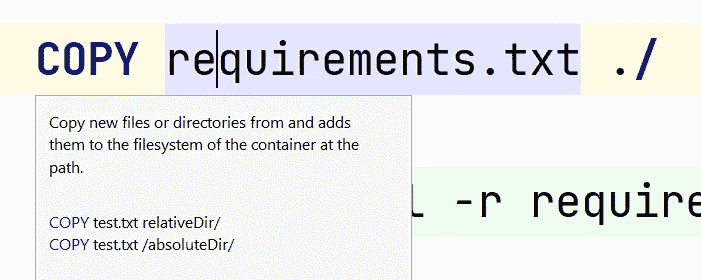 COPY requirements.txt ./
Copy new files or directories from and adds
them to the filesystem of the container at the
path.
COPY test.txt relativeDir/
COPY test.txt /absoluteDir/
-r require